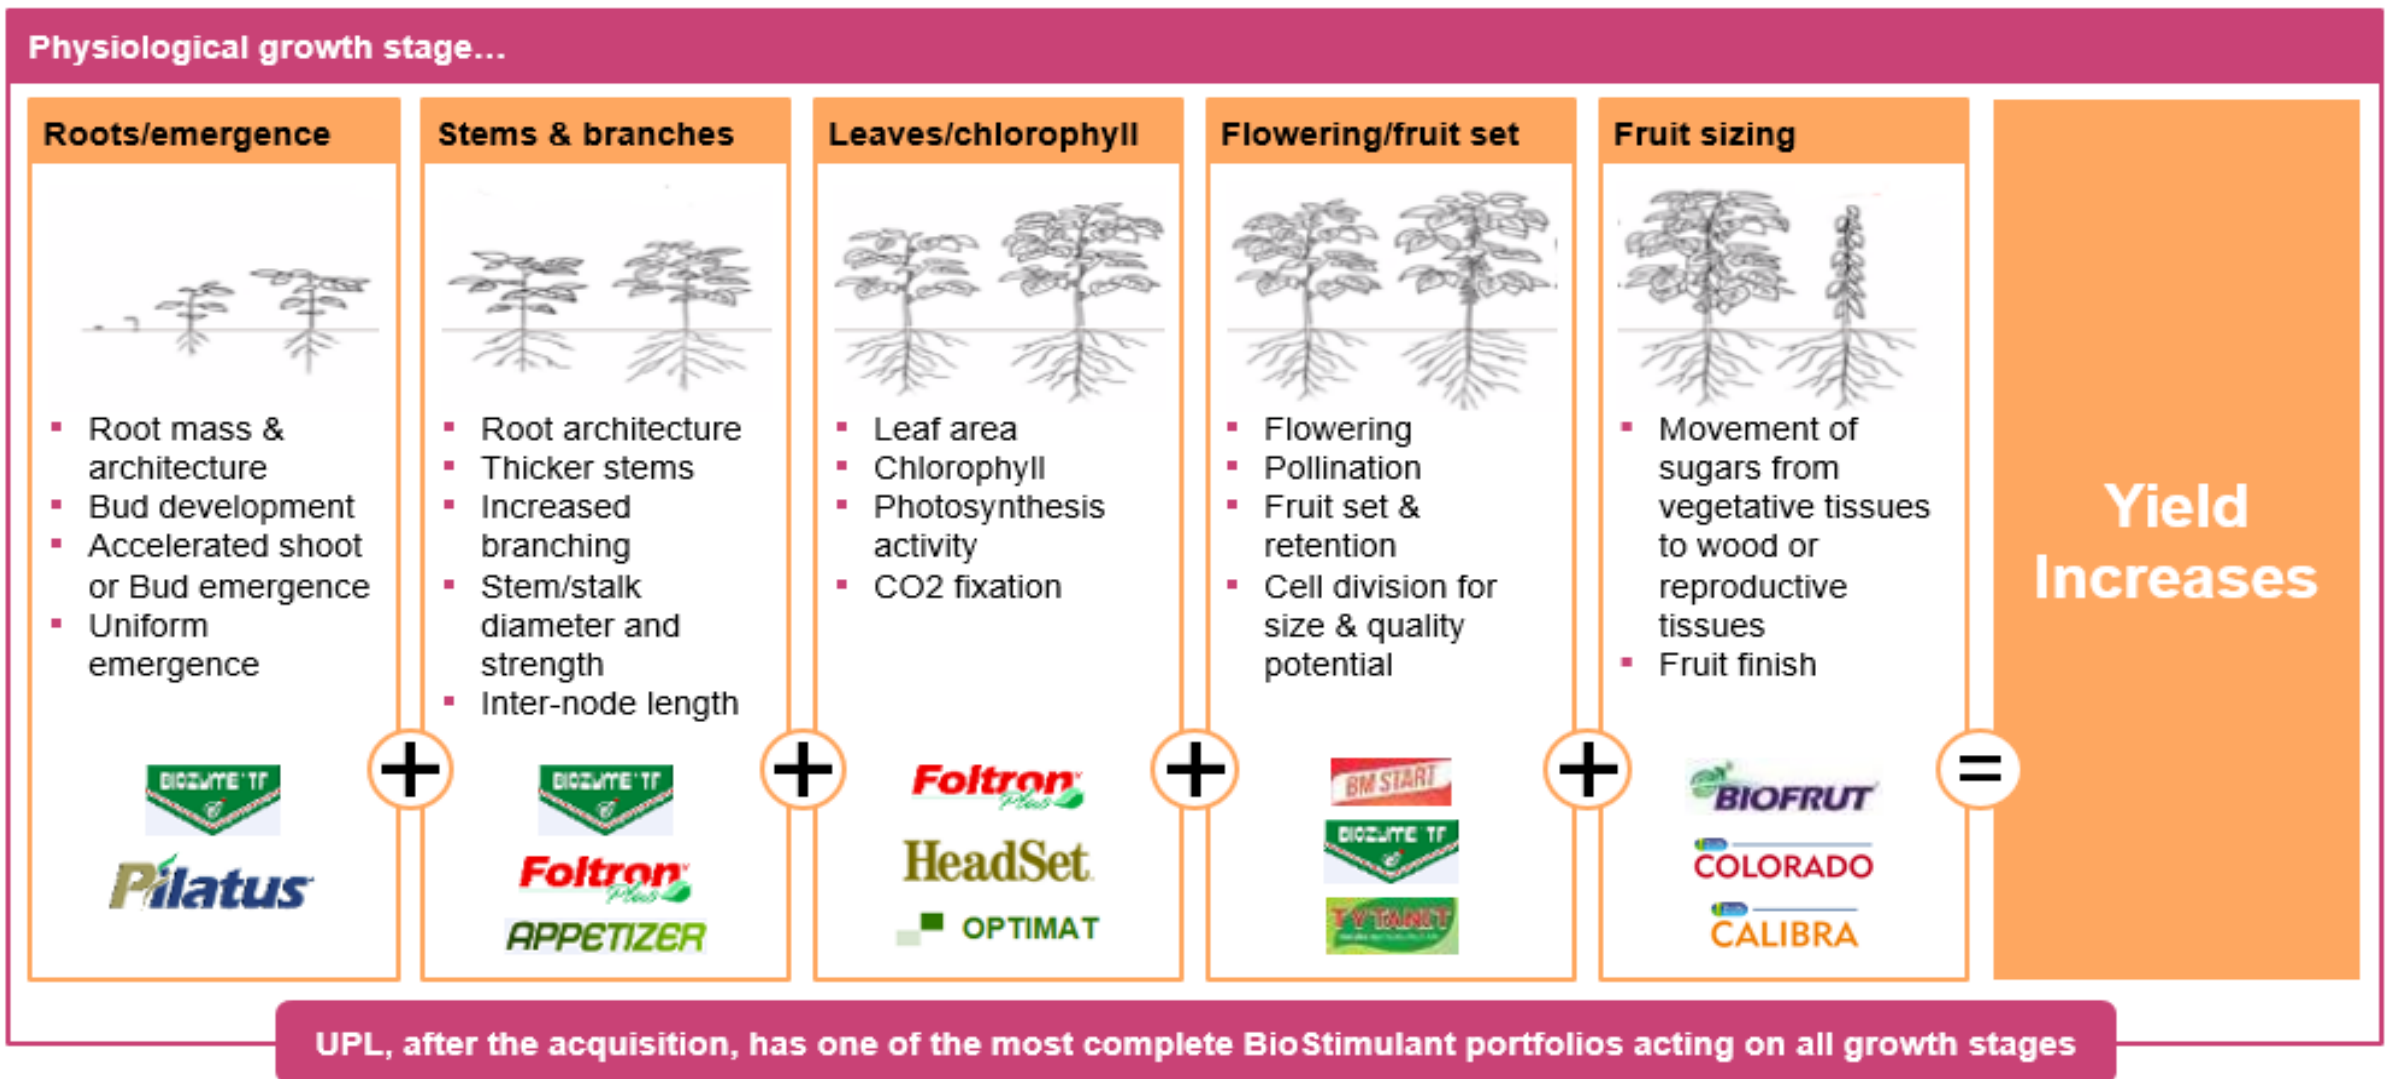 Physiological growth stage...
Roots/emergence
Root mass &
architecture
Bud development
Accelerated shoot
or Bud emergence
Uniform
emergence
BIOZYME TF
Pilatus
+
Stems & branches
Root architecture
Thicker stems
Increased
branching
Stem/stalk
diameter and
strength
Inter-node length
BIOZYME TF
Foltron
Plus
APPETIZER
+
Leaves/chlorophyll
Leaf area
Chlorophyll
Photosynthesis
activity
CO2 fixation
Foltron
Plus
HeadSet
OPTIMAT
+
Flowering/fruit set
Flowering
Pollination
Fruit set &
retention
Cell division for
size & quality
potential
BM START
BIOZYME TF
TYTANIT
+
Fruit sizing
Movement of
sugars from
vegetative tissues
to wood or
reproductive
tissues
Fruit finish
BIOFRUT
COLORADO
CALIBRA
=
Yield
Increases
UPL, after the acquisition, has one of the most complete BioStimulant portfolios acting on all growth stages